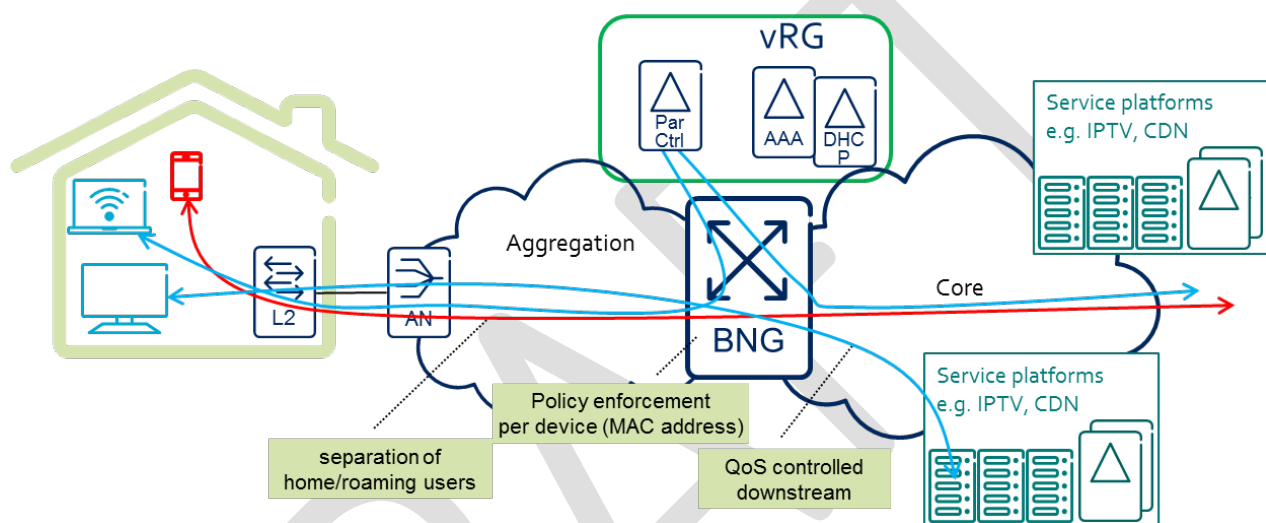 vRG
Par
Ctrl
AAA
DHC
P
Service platforms
e.g. IPTV, CDN
Aggregation
L2
AN
BNG
Core
Policy enforcement
per device (MAC address)
separation of
home/roaming users
QoS controlled
downstream
Service platforms
e.g. IPTV, CDN